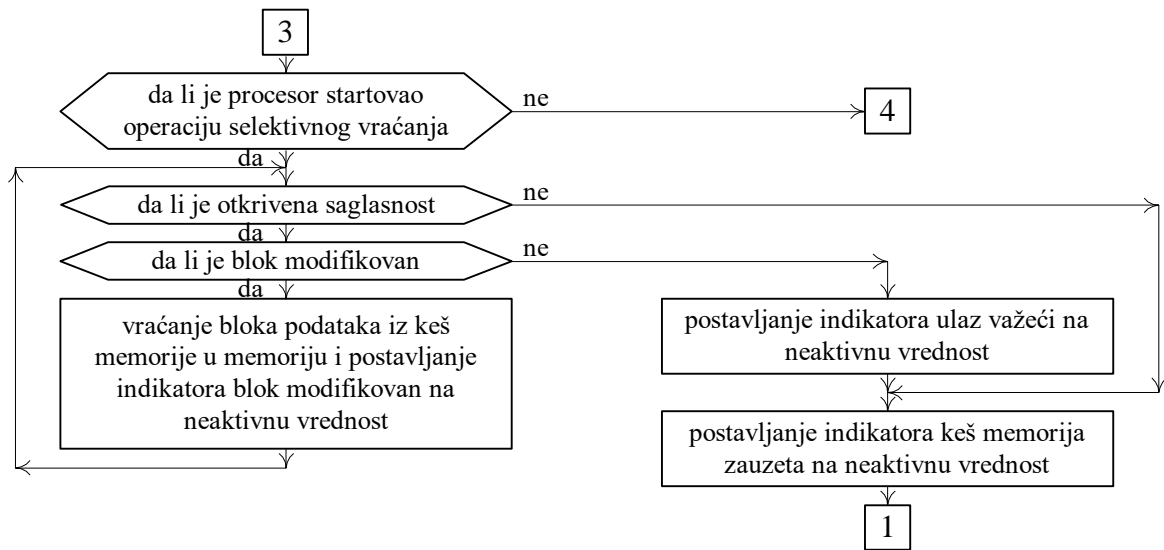 3
da li je procesor startovao
operaciju selektivnog vraćanja
ne
4
da
da li je otkrivena saglasnost
ne
da
da li je blok modifikovan
ne
da
vraćanje bloka podataka iz keš
memorije u memoriju i postavljanje
indikatora blok modifikovan na
neaktivnu vrednost
postavljanje indikatora ulaz važeći na
neaktivnu vrednost
postavljanje indikatora keš memorija
zauzeta na neaktivnu vrednost
1